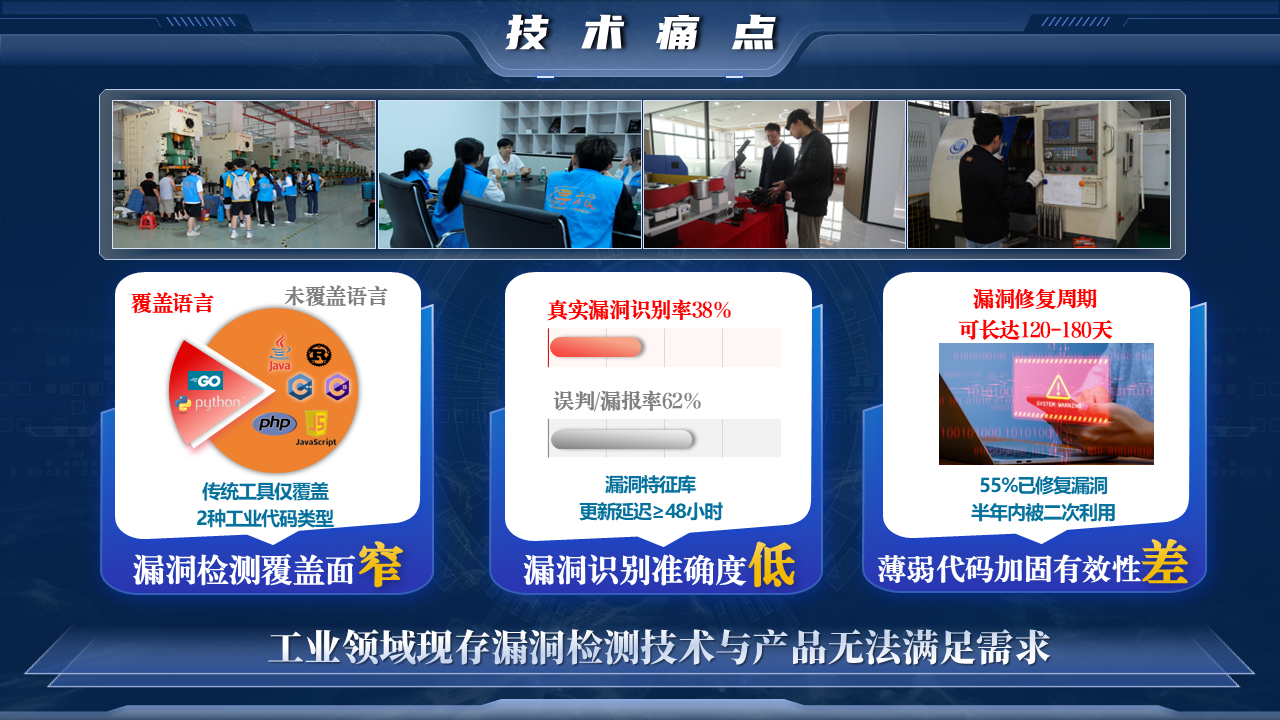 技术痛点
覆盖语言
未覆盖语言
Java
R
GO
python
php
JS
JavaScript
传统工具仅覆盖
2种工业代码类型
漏洞检测覆盖面窄
真实漏洞识别率38%
误判/漏报率62%
漏洞特征库
更新延迟≥48小时
漏洞识别准确度低
漏洞修复周期
可长达120-180天
SYSTEM WARNING
55%已修复漏洞
半年内被二次利用
薄弱代码加固有效性差
工业领域现存漏洞检测技术与产品无法满足需求